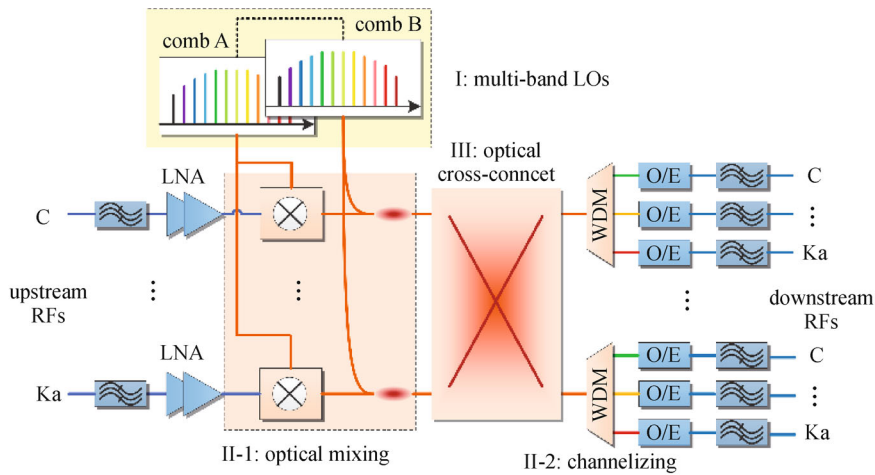 comb A
comb B
I: multi-band LOs
III: optical
cross-conncet
LNA
C
WDM
O/E
C
O/E
⋮
O/E
Ka
upstream
RFs
⋮
⋮
⋮
downstream
RFs
LNA
Ka
WDM
O/E
C
O/E
⋮
O/E
Ka
II-1: optical mixing
II-2: channelizing